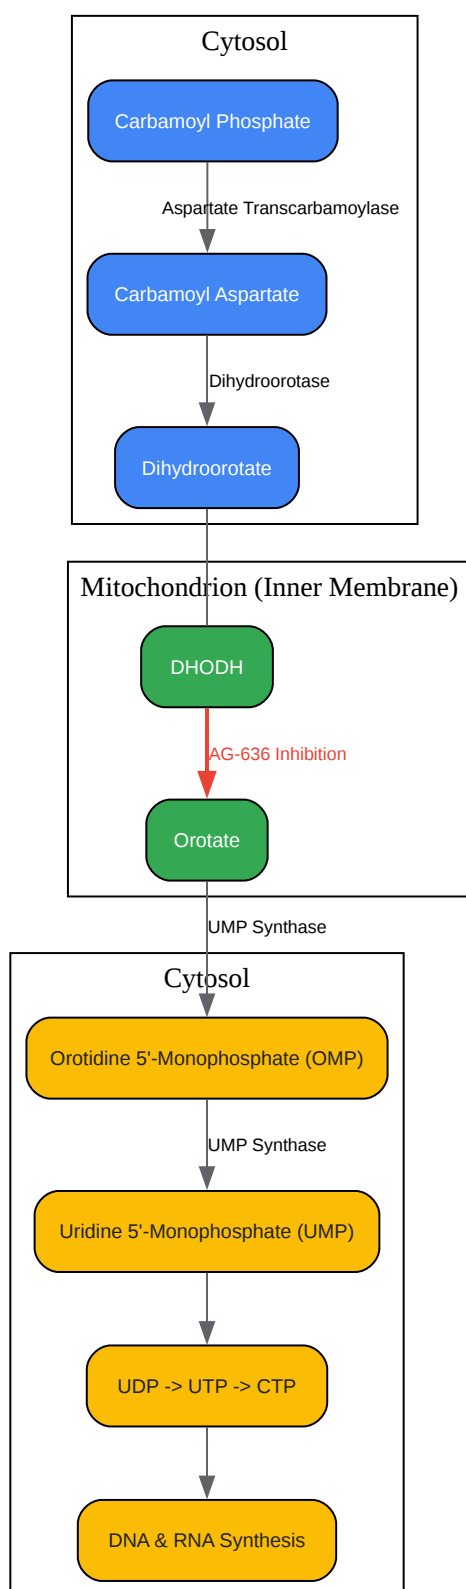 Cytosol
Carbamoyl Phosphate
Aspartate Transcarbamoylase
Carbamoyl Aspartate
Dihydroorotase
Dihydroorotate
Mitochondrion (Inner Membrane)
DHODH
AG-636 Inhibition
Orotate
UMP Synthase
Cytosol
Orotidine 5'-Monophosphate (OMP)
UMP Synthase
Uridine 5'-Monophosphate (UMP)
UDP -> UTP -> CTP
DNA & RNA Synthesis